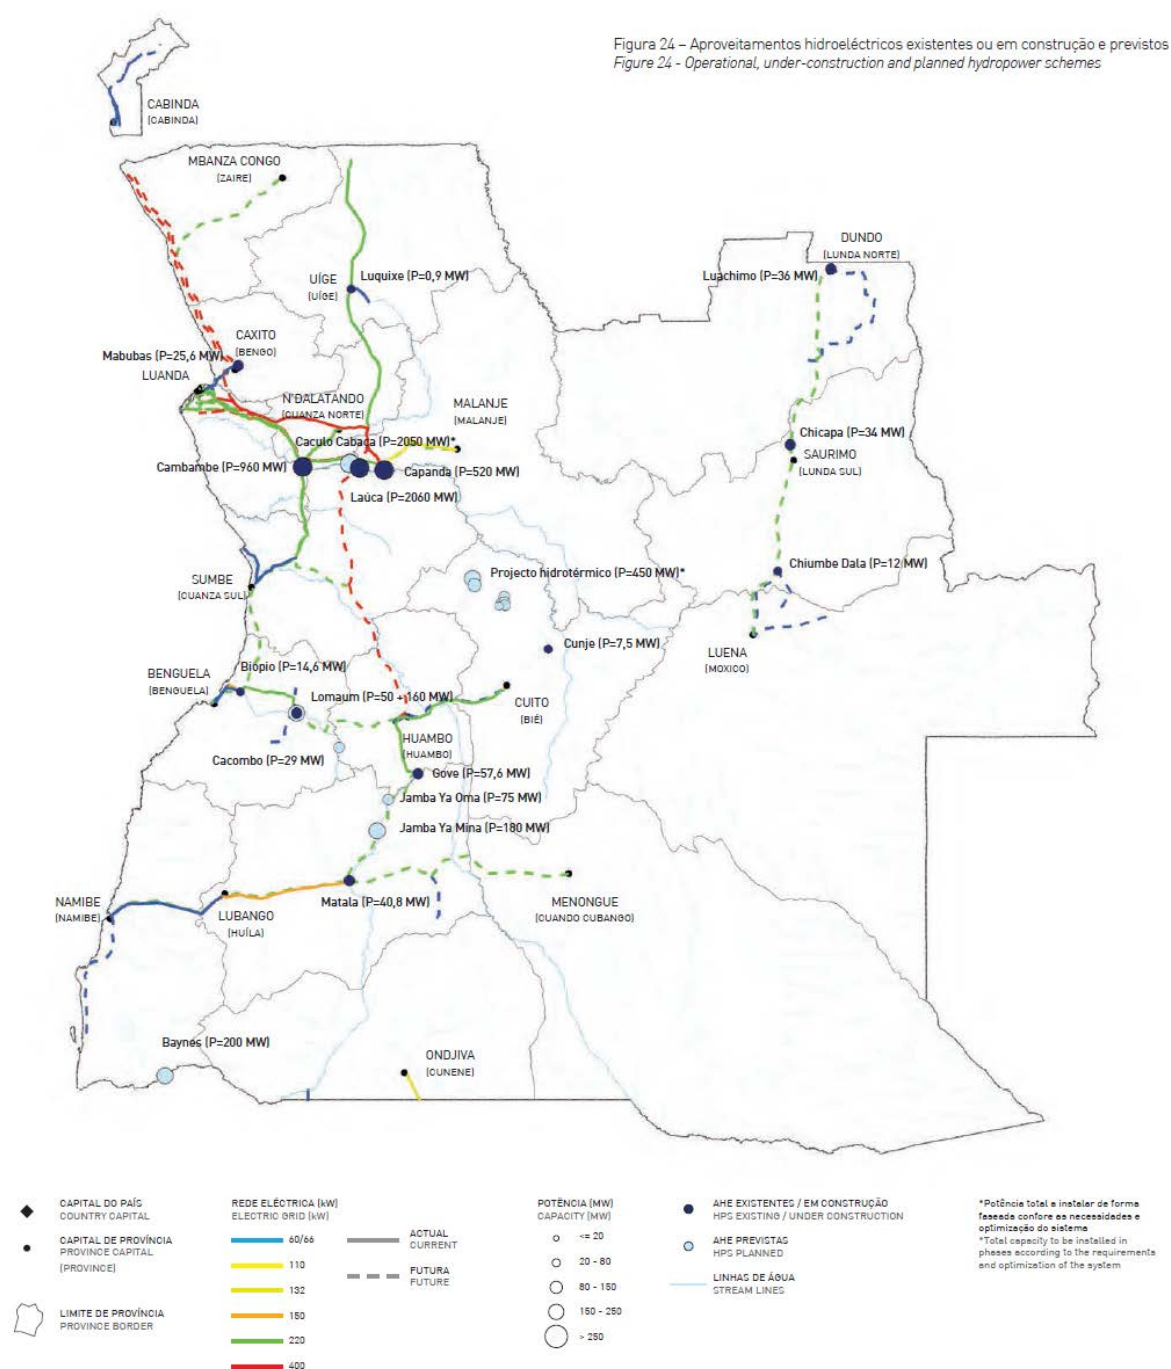 Figura 24 – Aproveitamentos hidroeléctricos existentes ou em construção e previstos
Figure 24 - Operational, under-construction and planned hydropower schemes
CABINDA
(CABINDA)
MBANZA CONGO
(ZAIRE)
DUNDO
(LUNDA NORTE)
Luachimo (P=36 MW)
UÍGE
(UÍGE)
Luquixe (P=0,9 MW)
CAXITO
(BENGO)
Mabubas (P=25,6 MW)
LUANDA
N'DALATANDO
(CUANZA NORTE)
MALANJE
(MALANJE)
Caculo Cabaça (P=2050 MW)*
Cambambe (P=960 MW)
Capanda (P=520 MW)
Laúca (P=2060 MW)
Chicapa (P=34 MW)
SAURIMO
(LUNDA SUL)
Chiumbe Dala (P=12 MW)
SUMBE
(CUANZA SUL)
Projecto hidrotérmico (P=450 MW)*
Cunje (P=7,5 MW)
LUENA
(MOXICO)
BENGUELA
(BENGUELA)
Biópio (P=14,6 MW)
Lomaum (P=50 + 160 MW)
CUITO
(BIÉ)
HUAMBO
(HUAMBO)
Cacombo (P=29 MW)
Gove (P=57,6 MW)
Jamba Ya Oma (P=75 MW)
Jamba Ya Mina (P=180 MW)
NAMIBE
(NAMIBE)
LUBANGO
(HUÍLA)
Matala (P=40,8 MW)
MENONGUE
(CUANDO CUBANGO)
Baynes (P=200 MW)
ONDJIVA
(CUNENE)
CAPITAL DO PAÍS
COUNTRY CAPITAL
CAPITAL DE PROVÍNCIA
PROVINCE CAPITAL
(PROVINCE)
LIMITE DE PROVÍNCIA
PROVINCE BORDER
REDE ELÉCTRICA (kW)
ELECTRIC GRID (kW)
60/66
110
132
150
220
400
ACTUAL
CURRENT
FUTURA
FUTURE
POTÊNCIA (MW)
CAPACITY (MW)
<= 20
20 - 80
80 - 150
150 - 250
> 250
AHE EXISTENTES / EM CONSTRUÇÃO
HPS EXISTING / UNDER CONSTRUCTION
AHE PREVISTAS
HPS PLANNED
LINHAS DE ÁGUA
STREAM LINES
*Potência total a instalar de forma
faseada confore as necessidades e
optimização do sistema
*Total capacity to be installed in
phases according to the requirements
and optimization of the system